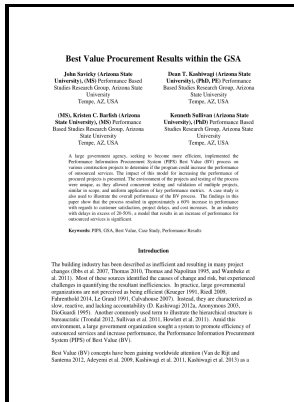 Best Value Procurement Results within the GSA
John Savicky (Arizona State University), (MS) Performance Based Studies Research Group, Arizona State University
Tempe, AZ, USA
Dean T. Kashiwagi (Arizona State University), (PhD, PE) Performance Based Studies Research Group, Arizona State University
Tempe, AZ, USA
(MS), Kristen C. Barfish (Arizona State University), (MS) Performance Based Studies Research Group, Arizona State University
Tempe, AZ, USA
Kenneth Sullivan (Arizona State University), (PhD) Performance Based Studies Research Group, Arizona State University
Tempe, AZ, USA
A large government agency, seeking to become more efficient, implemented the
Performance Information Procurement System (PIPS) Best Value (BV) process on
various construction projects to determine if the program could increase the performance
of outsourced services. The impact of this model for increasing the performance of
procured projects is presented. The environment of the projects and testing of the process
were unique, as they allowed concurrent testing and validation of multiple projects,
similar in scope, and uniform application of key performance metrics. A case study is
also used to illustrate the overall performance of the BV process. The findings in this
paper show that the process resulted in approximately a 60% increase in performance
with regards to customer satisfaction, project delays, and cost increases. In an industry
with delays in excess of 20-50%, a model that results in an increase of performance for
outsourced services is significant.
Keywords: PIPS, GSA, Best Value, Case Study, Performance Results
Introduction
The building industry has been described as inefficient and resulting in many project
changes (Ibbs et al. 2007, Thomas 2010, Thomas and Napolitan 1995, and Wambeke et
al. 2011). Most of these sources identified the causes of change and risk, but experienced
challenges in quantifying the resultant inefficiencies. In practice, large governmental
organizations are not perceived as being efficient (Krueger 1991, Riedl 2009,
Fahrenthold 2014, Le Grand 1991, Culvahouse 2007). Instead, they are characterized as
slow, reactive, and lacking accountability (D. Kashiwagi 2012a, Anonymous 2003,
DioGuardi 1985). Another commonly used term to illustrate the hierarchical structure is
bureaucratic (Trondal 2012, Sullivan et al. 2011, Howlett et al. 2011). Amid this
environment, a large government organization sought a system to promote efficiency of
outsourced services and increase performance, the Performance Information Procurement
System (PIPS) of Best Value (BV).
Best Value (BV) concepts have been gaining worldwide attention (Van de Rijt and
Santema 2012, Adeyemi et al. 2009, Kashiwagi 2011, Kashiwagi et al. 2013) as a